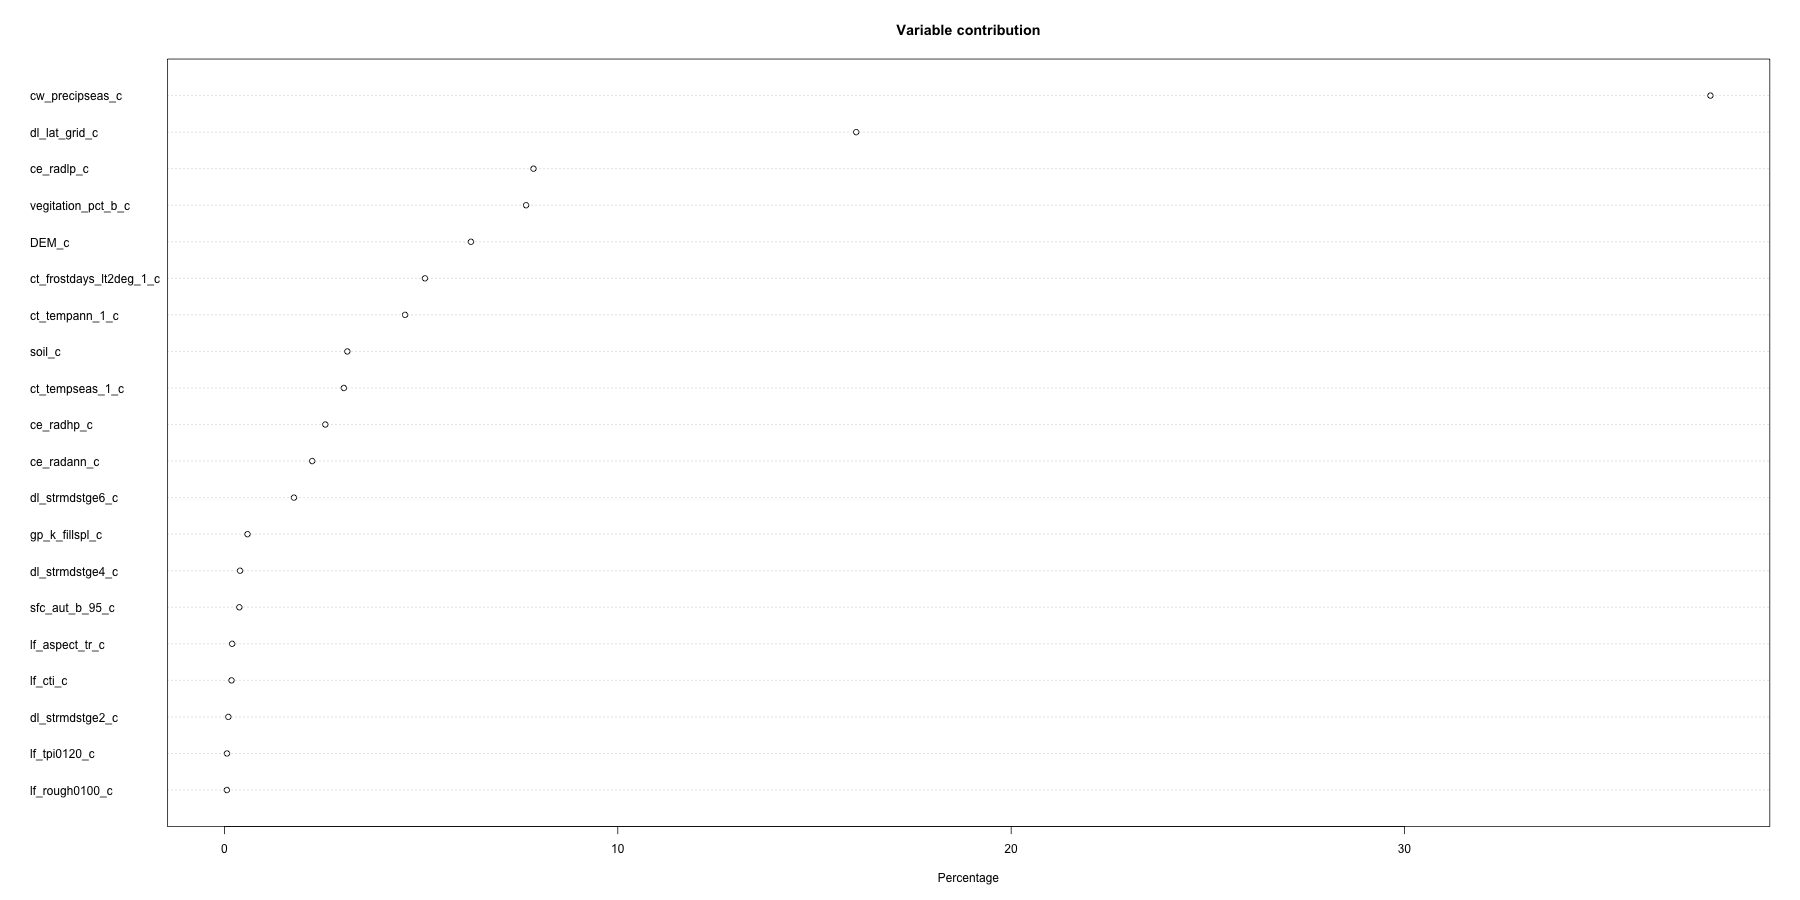 Variable contribution
cw_precipseas_c
dl_lat_grid_c
ce_radlp_c
vegitation_pct_b_c
DEM_c
ct_frostdays_lt2deg_1_c
ct_tempann_1_c
soil_c
ct_tempseas_1_c
ce_radhp_c
ce_radann_c
dl_strmdstge6_c
gp_k_fillspl_c
dl_strmdstge4_c
sfc_aut_b_95_c
lf_aspect_tr_c
lf_cti_c
dl_strmdstge2_c
lf_tpi0120_c
lf_rough0100_c
0 10 20 30
Percentage